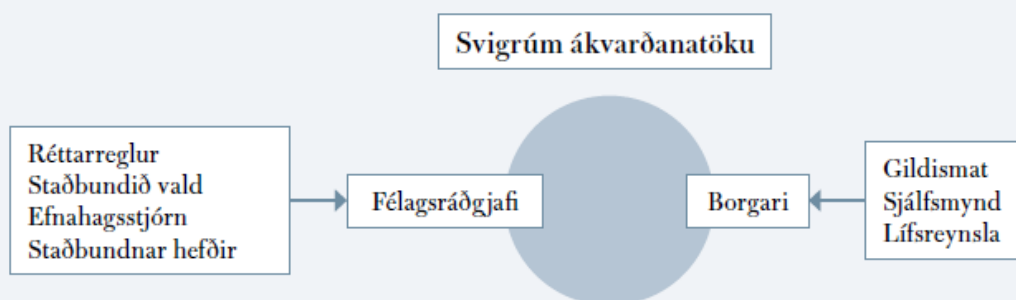 Svigrúm ákvarðanatöku
Réttarreglur
Staðbundið vald
Efnahagsstjórn
Staðbundnar hefðir
Félagsráðgjafi
Borgari
Gildismat
Sjálfsmynd
Lífsreynsla